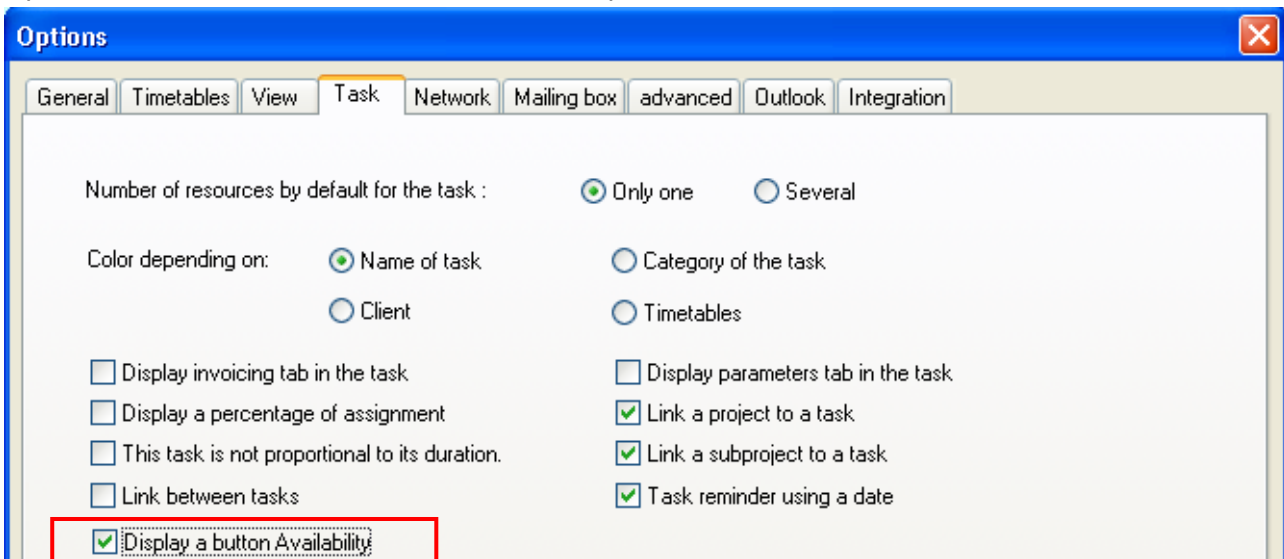 Options
General Timetables View Task Network Mailing box advanced Outlook Integration
Number of resources by default for the task : Only one Several
Color depending on: Name of task Category of the task
Client Timetables
Display invoicing tab in the task Display parameters tab in the task
Display a percentage of assignment Link a project to a task
This task is not proportional to its duration. Link a subproject to a task
Link between tasks Task reminder using a date
Display a button Availability